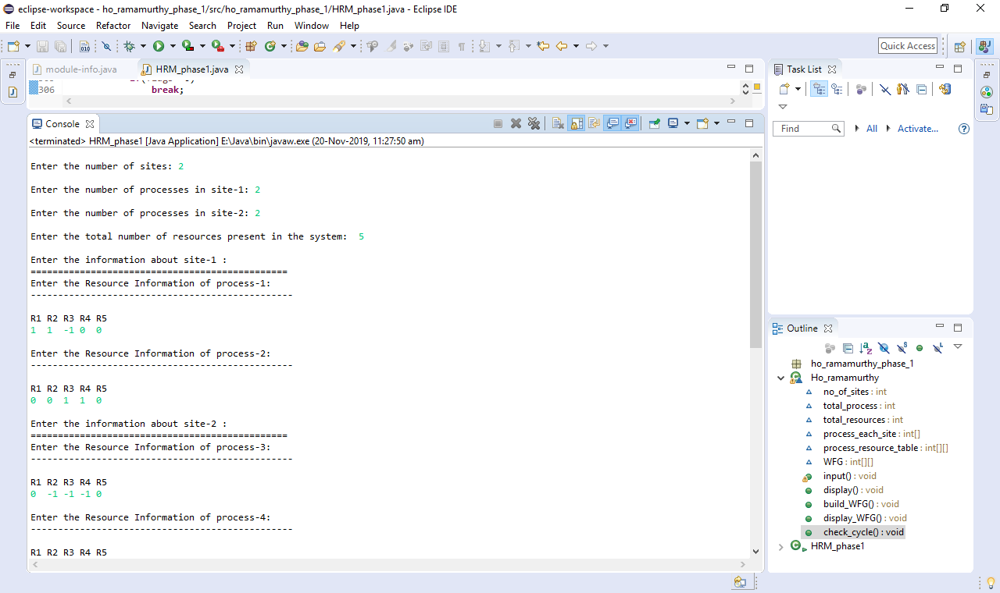 eclipse-workspace - ho_ramamurthy_phase_1/src/ho_ramamurthy_phase_1/HRM_phase1.java - Eclipse IDE
File Edit Source Refactor Navigate Search Project Run Window Help
Quick Access
module-info.java
HRM_phase1.java
306 break;
Console
<terminated> HRM_phase1 [Java Application] E:\Java\bin\javaw.exe (20-Nov-2019, 11:27:50 am)
Enter the number of sites: 2
Enter the number of processes in site-1: 2
Enter the number of processes in site-2: 2
Enter the total number of resources present in the system:  5
Enter the information about site-1 :
===============================================
Enter the Resource Information of process-1:
------------------------------------------------
R1 R2 R3 R4 R5
1  1  -1 0  0
Enter the Resource Information of process-2:
------------------------------------------------
R1 R2 R3 R4 R5
0  0  1  1  0
Enter the information about site-2 :
===============================================
Enter the Resource Information of process-3:
------------------------------------------------
R1 R2 R3 R4 R5
0  -1 -1 -1 0
Enter the Resource Information of process-4:
------------------------------------------------
R1 R2 R3 R4 R5
Task List
Find All Activate...
Outline
ho_ramamurthy_phase_1
Ho_ramamurthy
no_of_sites : int
total_process : int
total_resources : int
process_each_site : int[]
process_resource_table : int[][]
WFG : int[][]
input() : void
display() : void
build_WFG() : void
display_WFG() : void
check_cycle() : void
HRM_phase1